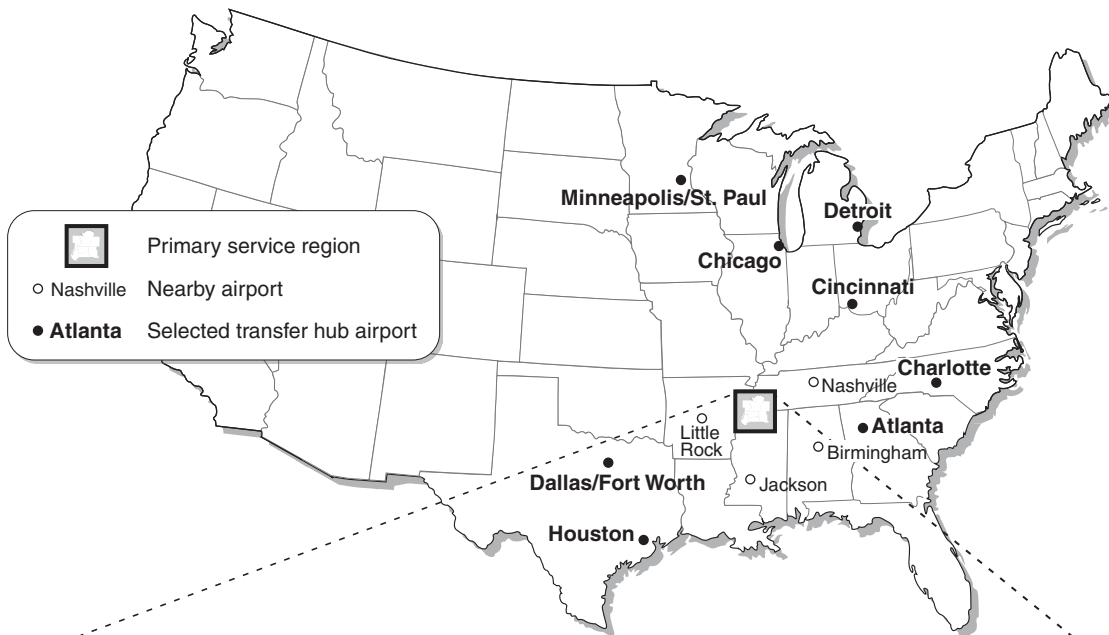 Minneapolis/St. Paul
Detroit
Chicago
Primary service region
Nashville Nearby airport
Atlanta Selected transfer hub airport
Cincinnati
Charlotte
Nashville
Atlanta
Little
Rock
Birmingham
Dallas/Fort Worth
Jackson
Houston